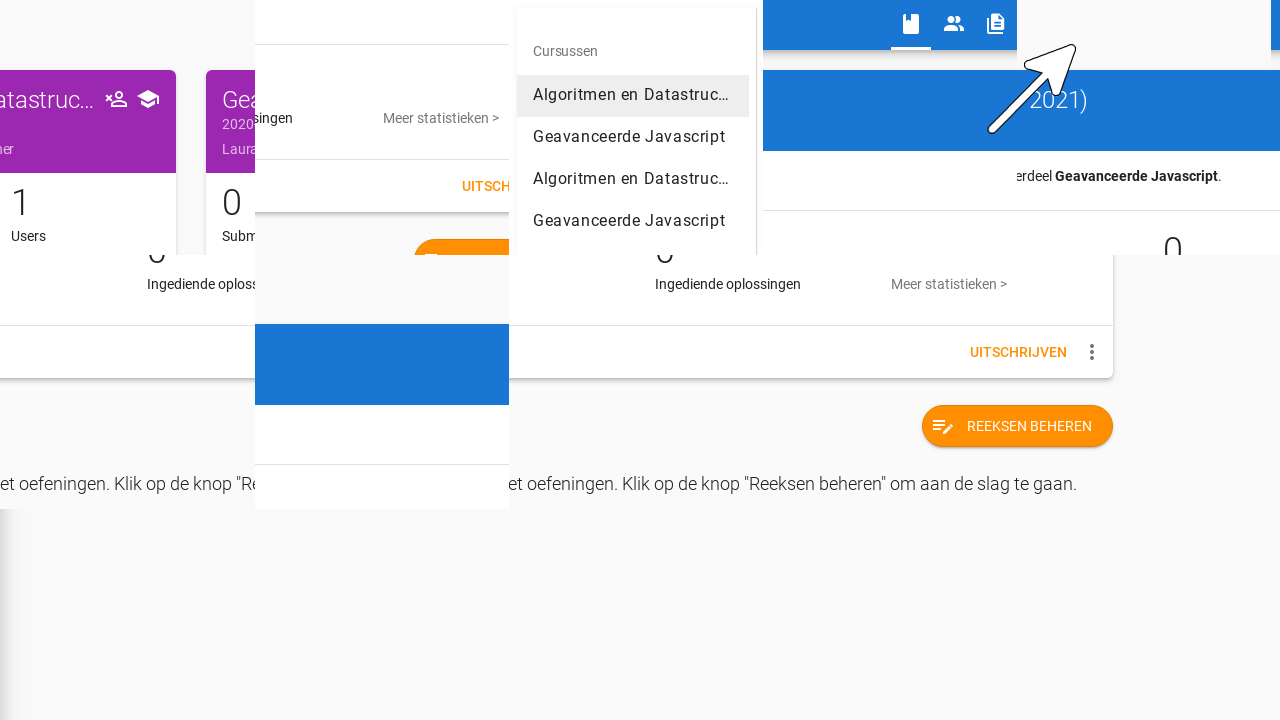 atastruc...
ner
1
Users
Gea
2020
Laura
0
Subm
singen
Meer statistieken >
UITSCH
Cursussen
Algoritmen en Datastruc...
Geavanceerde Javascript
Algoritmen en Datastruc...
Geavanceerde Javascript
2021)
erdeel Geavanceerde Javascript.
0
Ingediende oploss
Ingediende oplossingen
Meer statistieken >
UITSCHRIJVEN
REEKSEN BEHEREN
et oefeningen. Klik op de knop "Re
et oefeningen. Klik op de knop "Reeksen beheren" om aan de slag te gaan.